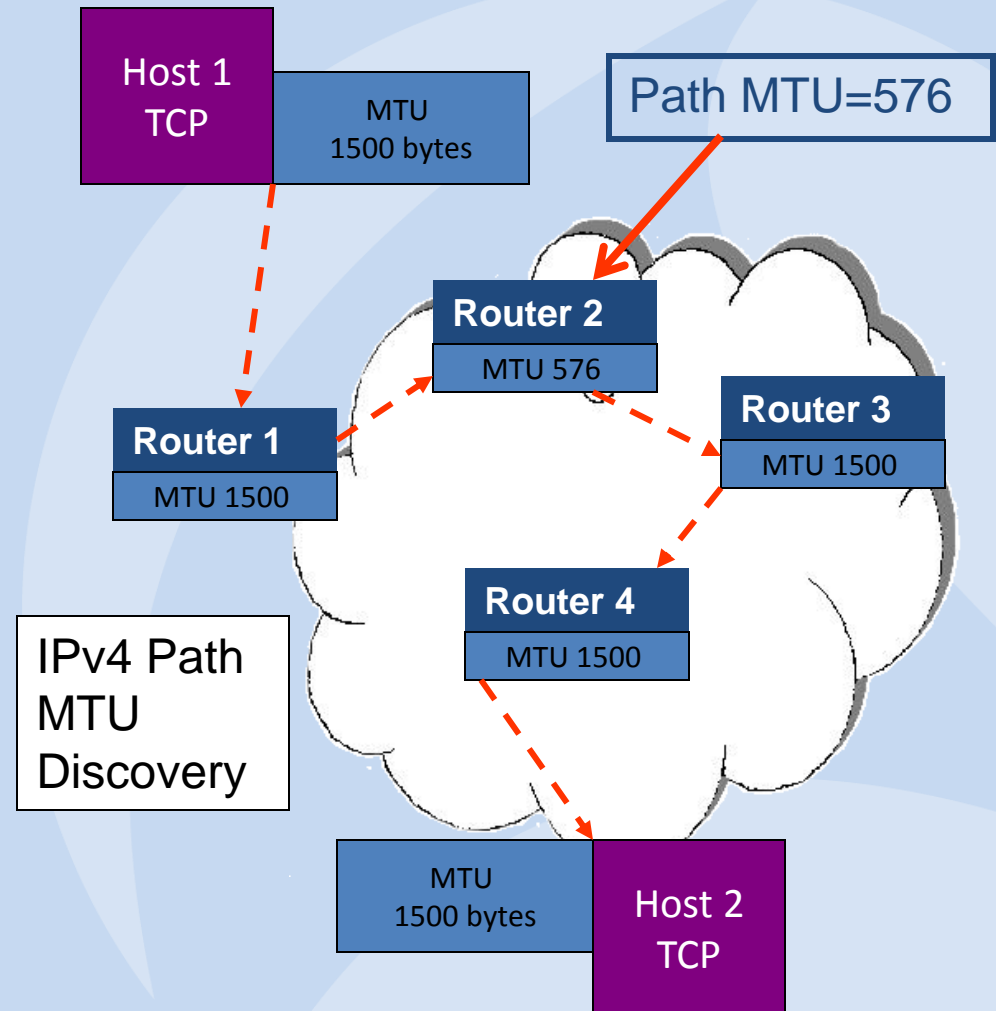 Host 1
TCP
MTU
1500 bytes
Path MTU=576
Router 2
MTU 576
Router 1
MTU 1500
Router 3
MTU 1500
Router 4
MTU 1500
IPv4 Path
MTU
Discovery
MTU
1500 bytes
Host 2
TCP